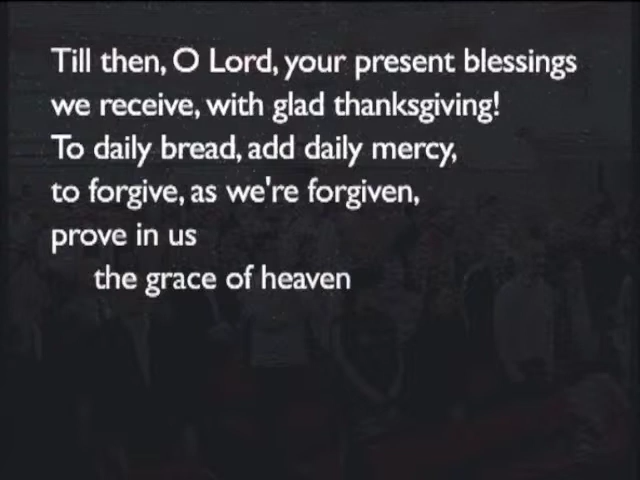 Till then, O Lord, your present blessings
we receive, with glad thanksgiving!
To daily bread, add daily mercy,
to forgive, as we're forgiven,
prove in us
the grace of heaven